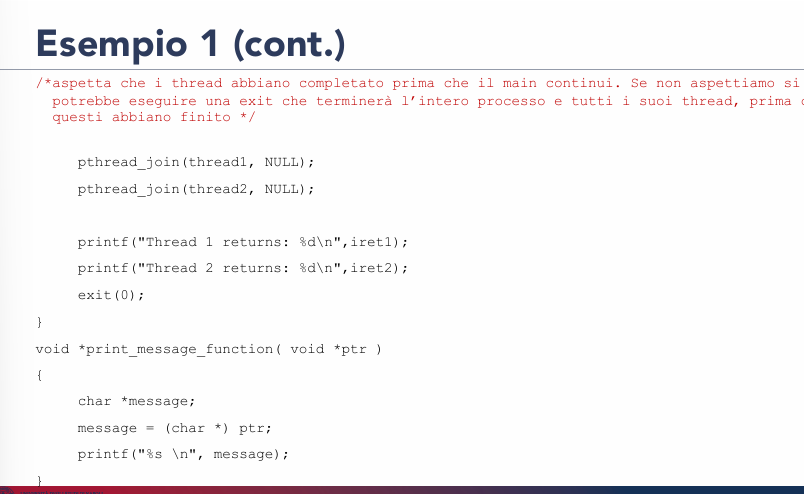 Esempio 1 (cont.)
/*aspetta che i thread abbiano completato prima che il main continui. Se non aspettiamo si
potrebbe eseguire una exit che terminerà l’intero processo e tutti i suoi thread, prima
questi abbiano finito */
pthread_join(thread1, NULL);
pthread_join(thread2, NULL);
printf("Thread 1 returns: %d\n",iret1);
printf("Thread 2 returns: %d\n",iret2);
exit(0);
}
void *print_message_function( void *ptr )
{
char *message;
message = (char *) ptr;
printf("%s \n", message);
}